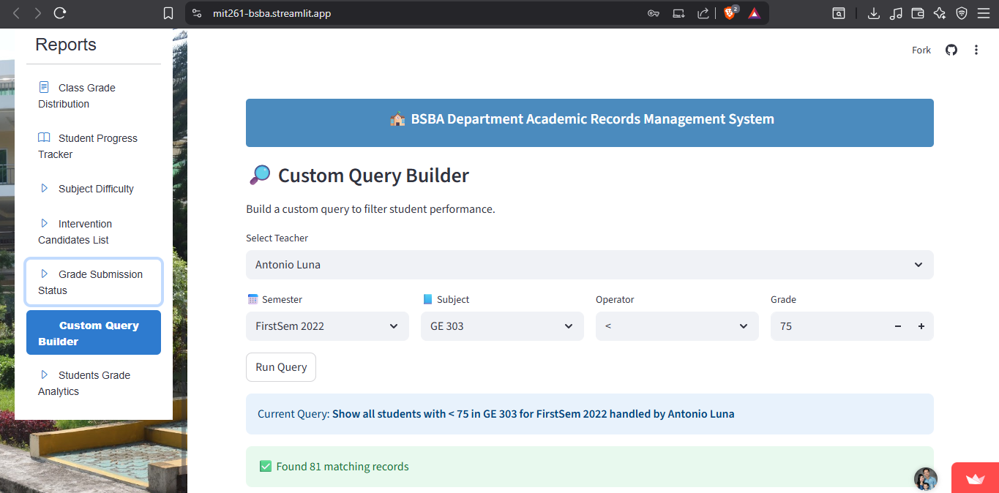 mit261-bsba.streamlit.app
2
Reports
Class Grade
Distribution
Student Progress
Tracker
Subject Difficulty
Intervention
Candidates List
Grade Submission
Status
Custom Query
Builder
Students Grade
Analytics
Fork
BSBA Department Academic Records Management System
Custom Query Builder
Build a custom query to filter student performance.
Select Teacher
Antonio Luna
Semester
Subject
Operator
Grade
FirstSem 2022
GE 303
<
75
Run Query
Current Query: Show all students with < 75 in GE 303 for FirstSem 2022 handled by Antonio Luna
Found 81 matching records